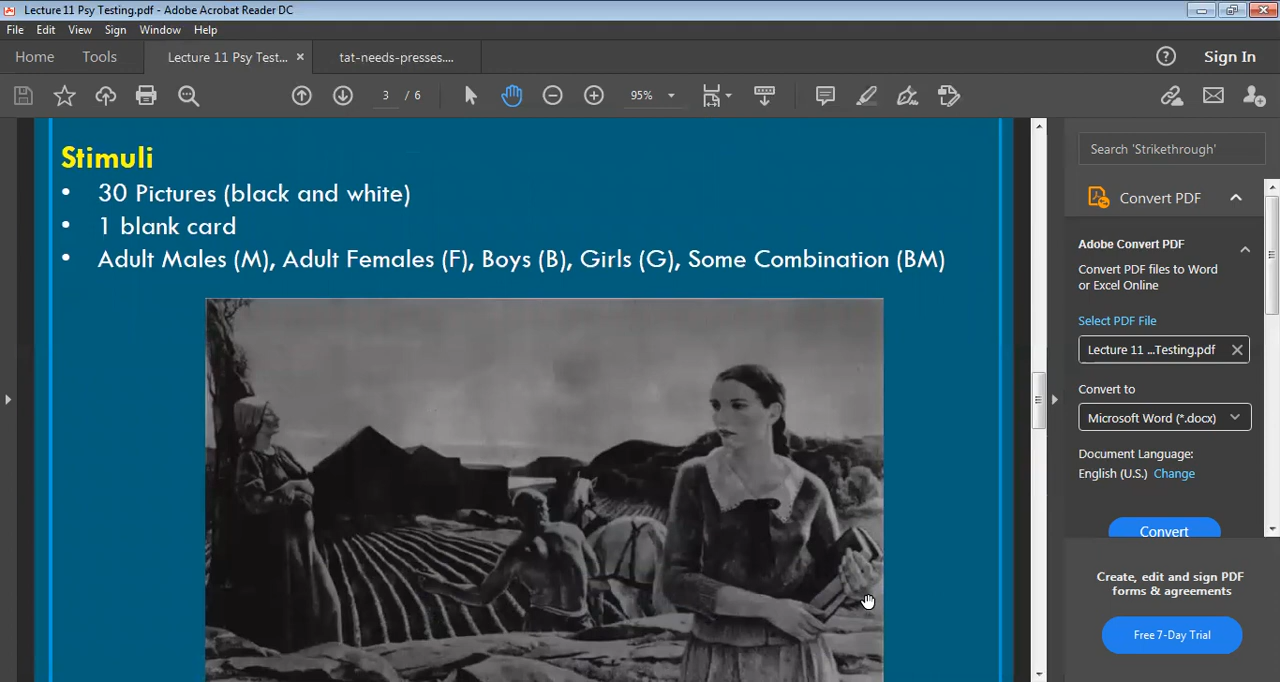 Lecture 11 Psy Testing.pdf - Adobe Acrobat Reader DC
File Edit View Sign Window Help
Home Tools Lecture 11 Psy Test... × tat-needs-presses.... Sign In
3 / 6 95%
Stimuli
• 30 Pictures (black and white)
• 1 blank card
• Adult Males (M), Adult Females (F), Boys (B), Girls (G), Some Combination (BM)
Search 'Strikethrough'
Convert PDF
Adobe Convert PDF
Convert PDF files to Word
or Excel Online
Select PDF File
Lecture 11 ...Testing.pdf
Convert to
Microsoft Word (*.docx)
Document Language:
English (U.S.) Change
Convert
Create, edit and sign PDF
forms & agreements
Free 7-Day Trial